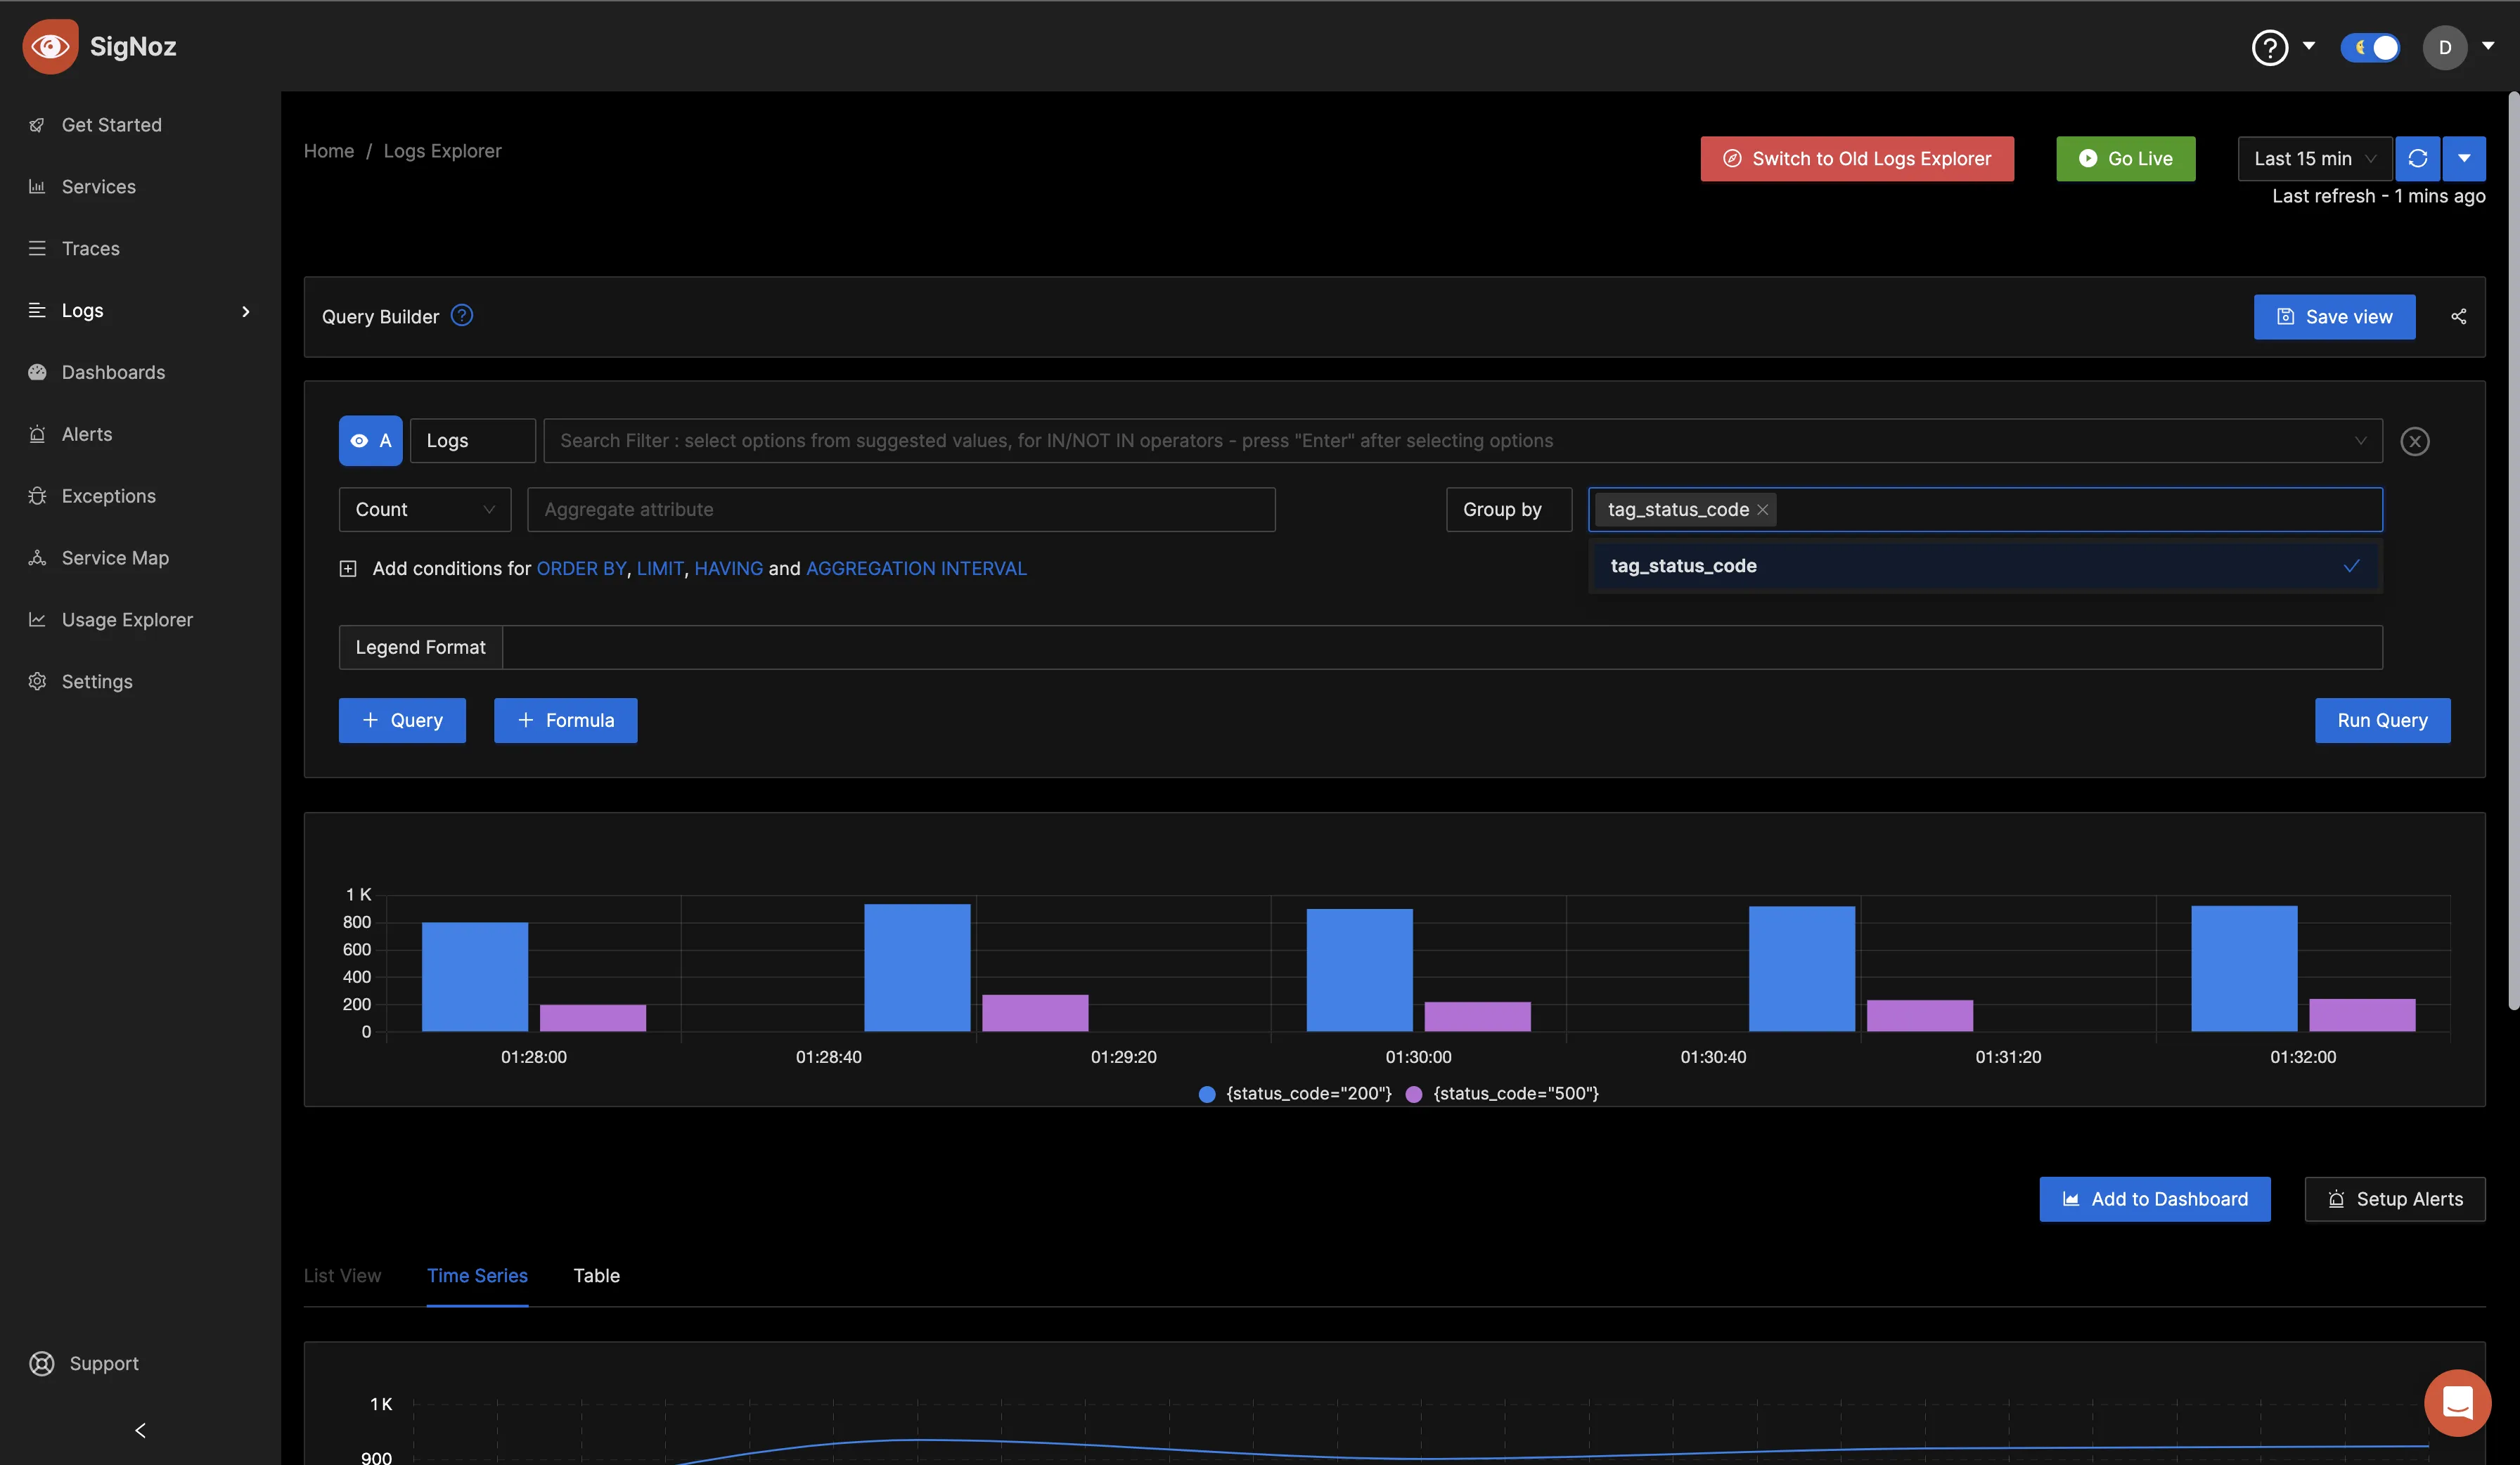 SigNoz
D
Get Started
Services
Traces
Logs
Dashboards
Alerts
Exceptions
Service Map
Usage Explorer
Settings
Support
Home / Logs Explorer
Switch to Old Logs Explorer
Go Live
Last 15 min
Last refresh - 1 mins ago
Query Builder
Save view
A
Logs
Search Filter : select options from suggested values, for IN/NOT IN operators - press "Enter" after selecting options
Count
Aggregate attribute
Group by
tag_status_code
tag_status_code
Add conditions for ORDER BY, LIMIT, HAVING and AGGREGATION INTERVAL
Legend Format
+ Query
+ Formula
Run Query
1 K
800
600
400
200
0
01:28:00 01:28:40 01:29:20 01:30:00 01:30:40 01:31:20 01:32:00
{status_code="200"} {status_code="500"}
Add to Dashboard
Setup Alerts
List View Time Series Table
1 K
900